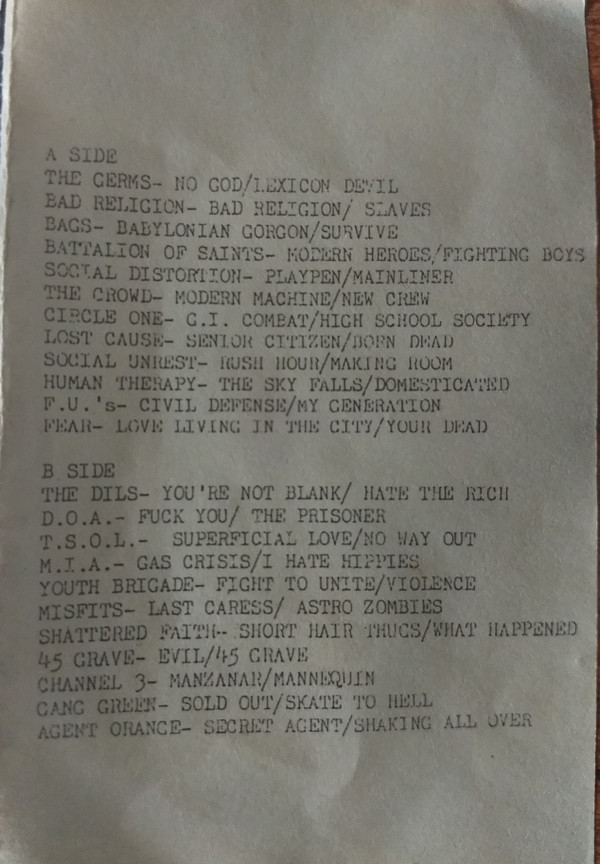 A SIDE
THE GERMS- NO GOD/LEXICON DEVIL
BAD RELIGION- BAD RELIGION/ SLAVES
BAGS- BABYLONIAN GORGON/SURVIVE
BATTALION OF SAINTS- MODERN HEROES/FIGHTING BOYS
SOCIAL DISTORTION- PLAYPEN/MAINLINER
THE CROWD- MODERN MACHINE/NEW CREW
CIRCLE ONE- G.I. COMBAT/HIGH SCHOOL SOCIETY
LOST CAUSE- SENIOR CITIZEN/BORN DEAD
SOCIAL UNREST- RUSH HOUR/MAKING ROOM
HUMAN THERAPY- THE SKY FALLS/DOMESTICATED
F.U.'s- CIVIL DEFENSE/MY GENERATION
FEAR- LOVE LIVING IN THE CITY/YOUR DEAD
B SIDE
THE DILS- YOU'RE NOT BLANK/ HATE THE RICH
D.O.A.- FUCK YOU/ THE PRISONER
T.S.O.L.- SUPERFICIAL LOVE/NO WAY OUT
M.I.A.- GAS CRISIS/I HATE HIPPIES
YOUTH BRIGADE- FIGHT TO UNITE/VIOLENCE
MISFITS- LAST CARESS/ ASTRO ZOMBIES
SHATTERED FAITH- SHORT HAIR THUGS/WHAT HAPPENED
45 GRAVE- EVIL/45 GRAVE
CHANNEL 3- MANZANAR/MANNEQUIN
GANG GREEN- SOLD OUT/SKATE TO HELL
AGENT ORANGE- SECRET AGENT/SHAKING ALL OVER